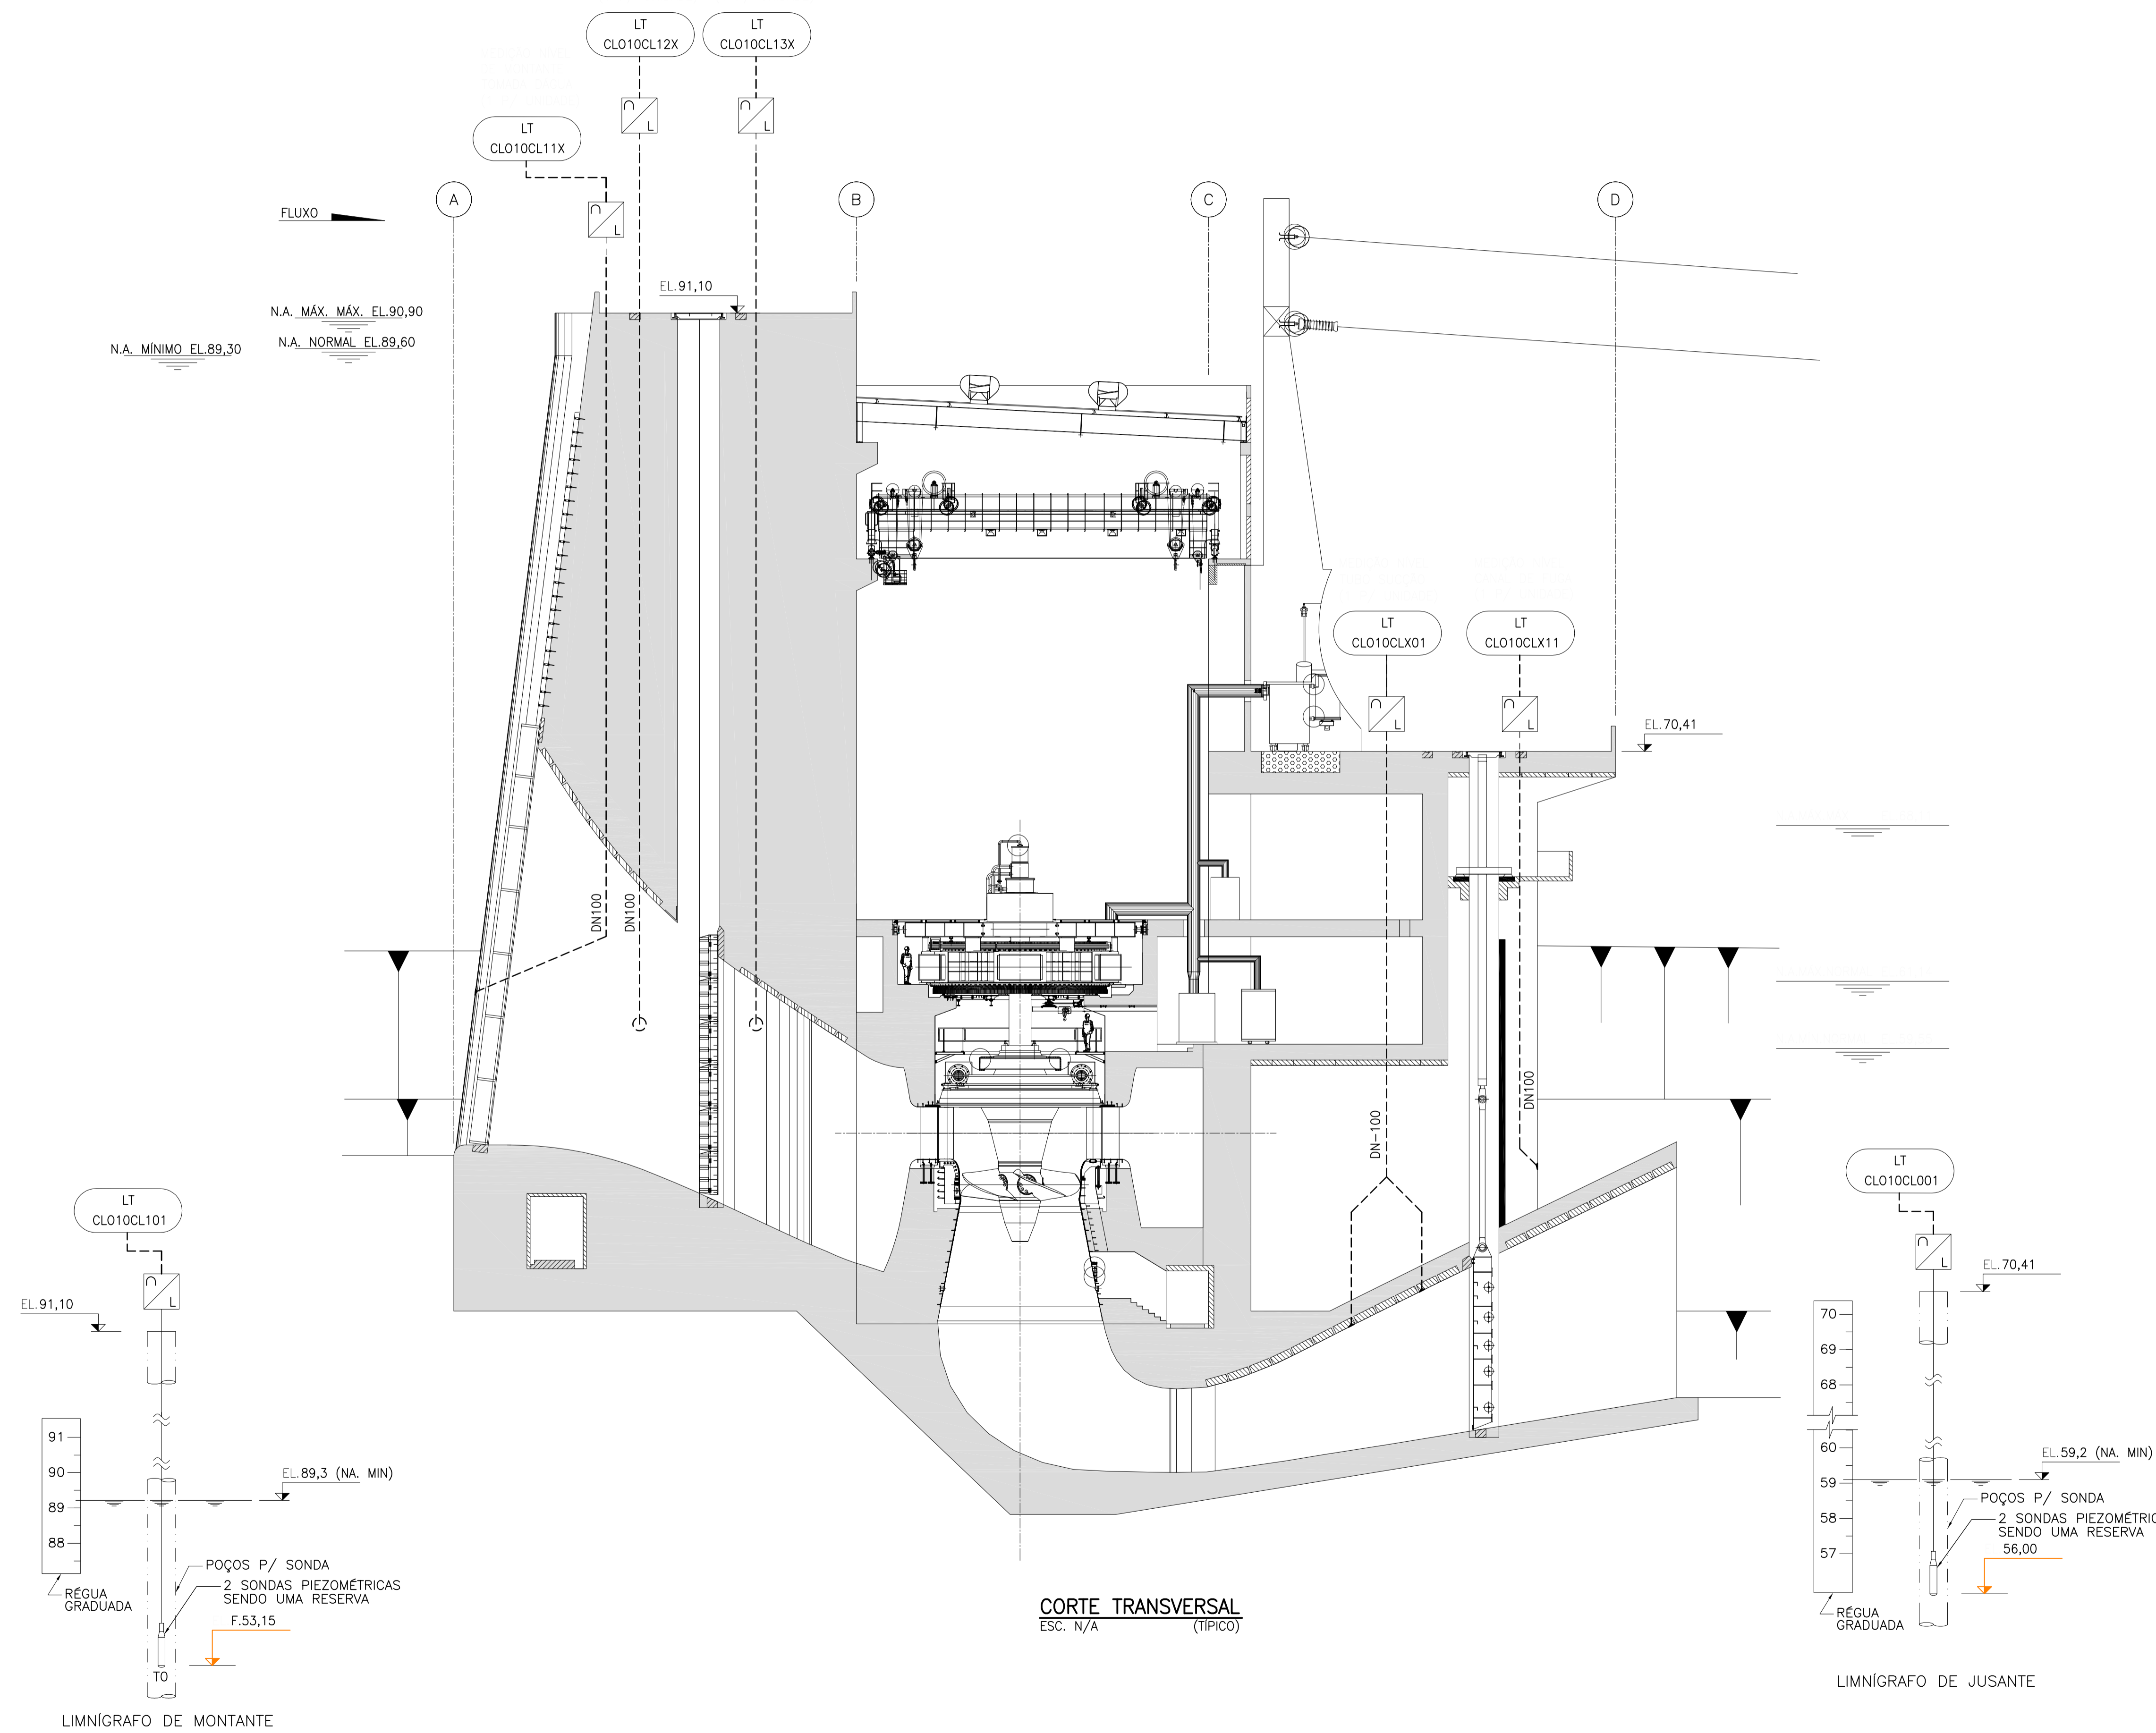 LT
CLO10CL12X
LT
CLO10CL13X
∩
L
∩
L
LT
CLO10CL11X
∩
L
A
B
C
D
FLUXO
EL.91,10
N.A. MÁX. MÁX. EL.90,90
N.A. NORMAL EL.89,60
N.A. MÍNIMO EL.89,30
LT
CLO10CLX01
LT
CLO10CLX11
∩
L
∩
L
EL.70,41
DN100
DN100
DN-100
DN100
LT
CLO10CL101
∩
L
EL.91,10
91
90
89
88
EL.89,3 (NA. MIN)
POÇOS P/ SONDA
2 SONDAS PIEZOMÉTRICAS
SENDO UMA RESERVA
RÉGUA
GRADUADA
F.53,15
TO
LIMNÍGRAFO DE MONTANTE
CORTE TRANSVERSAL
ESC. N/A (TÍPICO)
LT
CLO10CL001
∩
L
EL.70,41
70
69
68
60
59
58
57
EL.59,2 (NA. MIN)
POÇOS P/ SONDA
2 SONDAS PIEZOMÉTRIC
SENDO UMA RESERVA
56,00
RÉGUA
GRADUADA
LIMNÍGRAFO DE JUSANTE